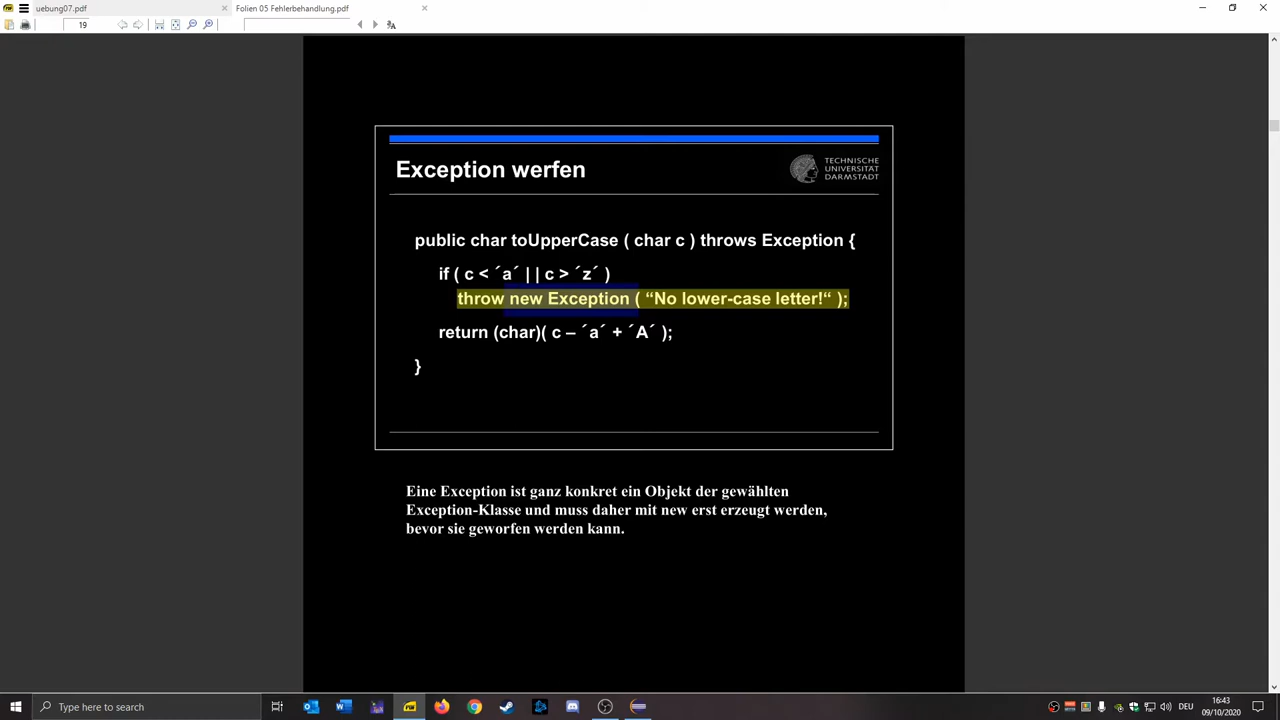 uebung07.pdf
Folien 05 Fehlerbehandlung.pdf
19
Exception werfen
TECHNISCHE
UNIVERSITÄT
DARMSTADT
public char toUpperCase ( char c ) throws Exception {
if ( c < ´a´ | | c > ´z´ )
throw new Exception ( “No lower-case letter!“ );
return (char)( c – ´a´ + ´A´ );
}
Eine Exception ist ganz konkret ein Objekt der gewählten
Exception-Klasse und muss daher mit new erst erzeugt werden,
bevor sie geworfen werden kann.
Type here to search
DEU
16:43
09/10/2020